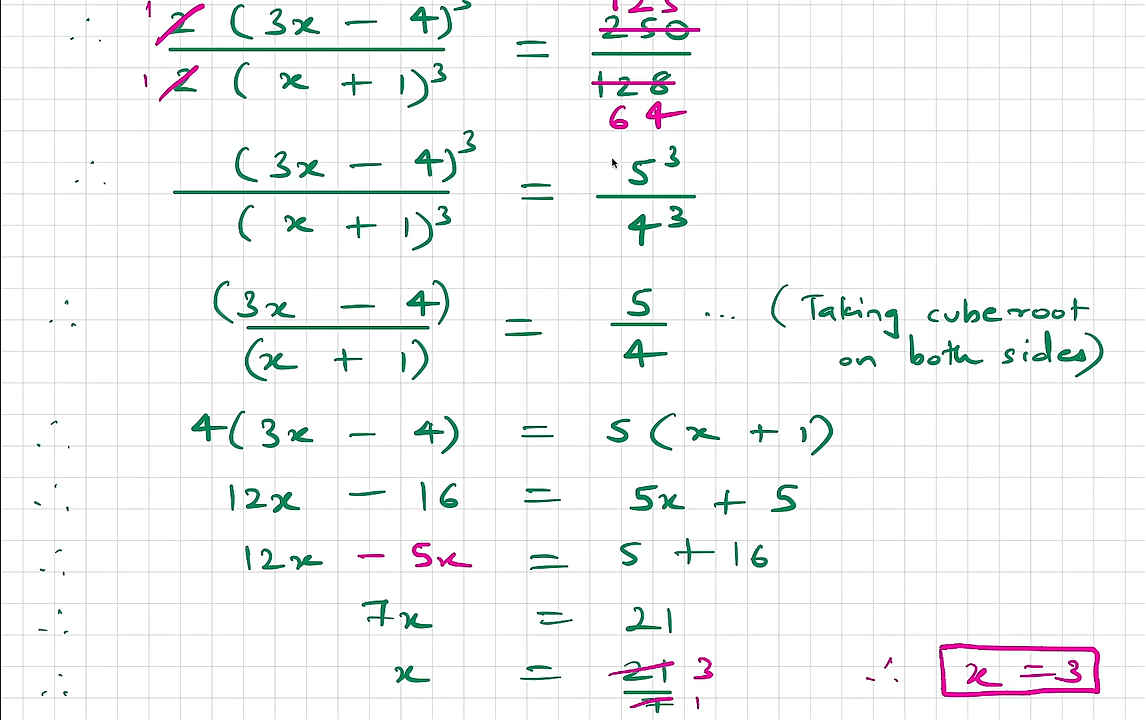 ∴ 1 2 (3x − 4)³ / 1 2 (x + 1)³ = 125 250 / 128 64
∴ (3x − 4)³ / (x + 1)³ = 5³ / 4³
∴ (3x − 4) / (x + 1) = 5 / 4 ... (Taking cuberoot on both sides)
∴ 4(3x − 4) = 5(x + 1)
∴ 12x − 16 = 5x + 5
∴ 12x − 5x = 5 + 16
∴ 7x = 21
∴ x = 21 3 / 7 1 ∴ x = 3